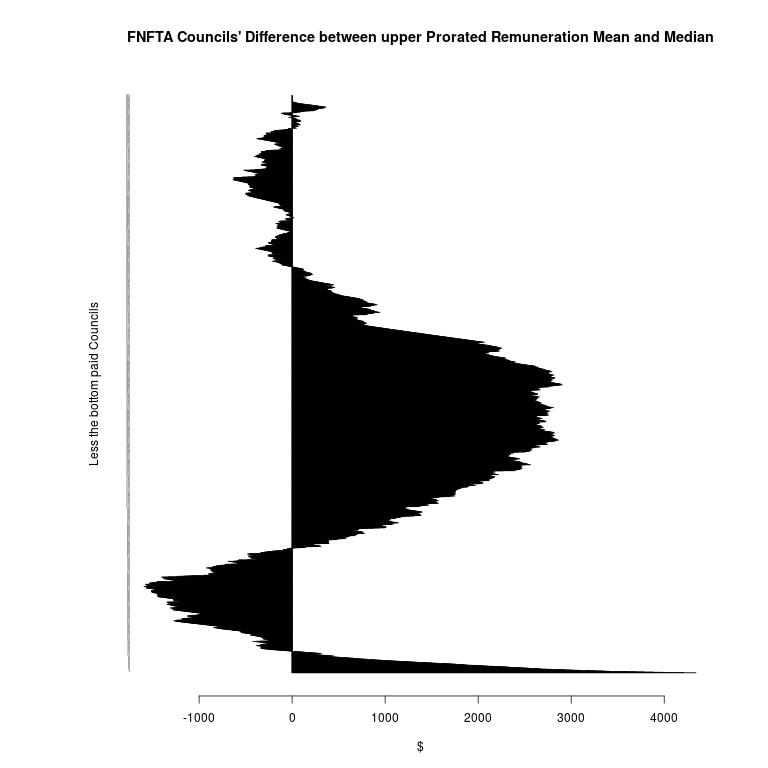 FNFTA Councils' Difference between upper Prorated Remuneration Mean and Median
Less the bottom paid Councils
-1000 0 1000 2000 3000 4000
$